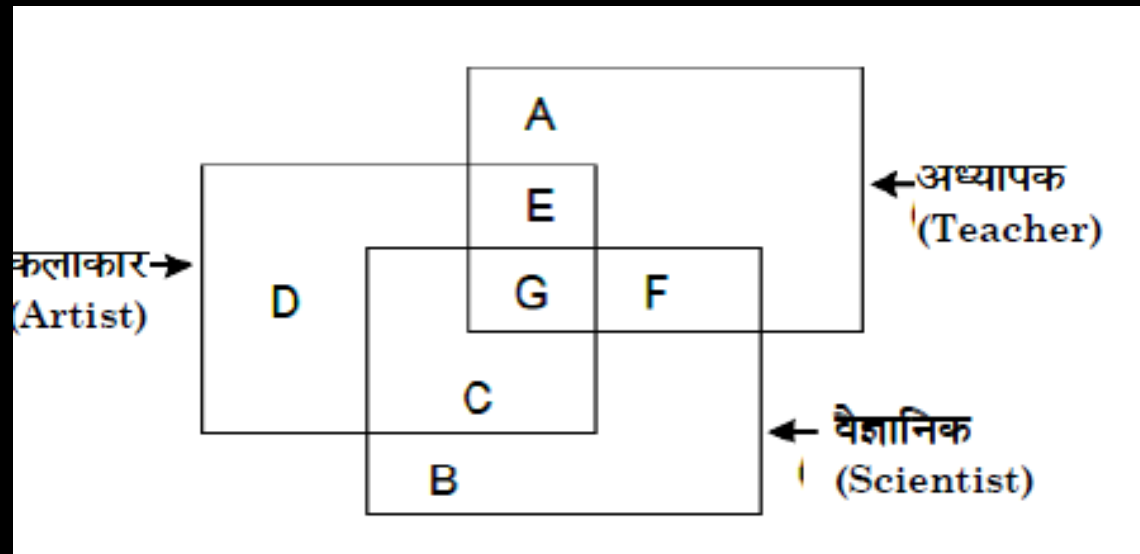 A
अध्यापक
(Teacher)
E
कलाकार
(Artist)
D
G
F
C
वैज्ञानिक
(Scientist)
B